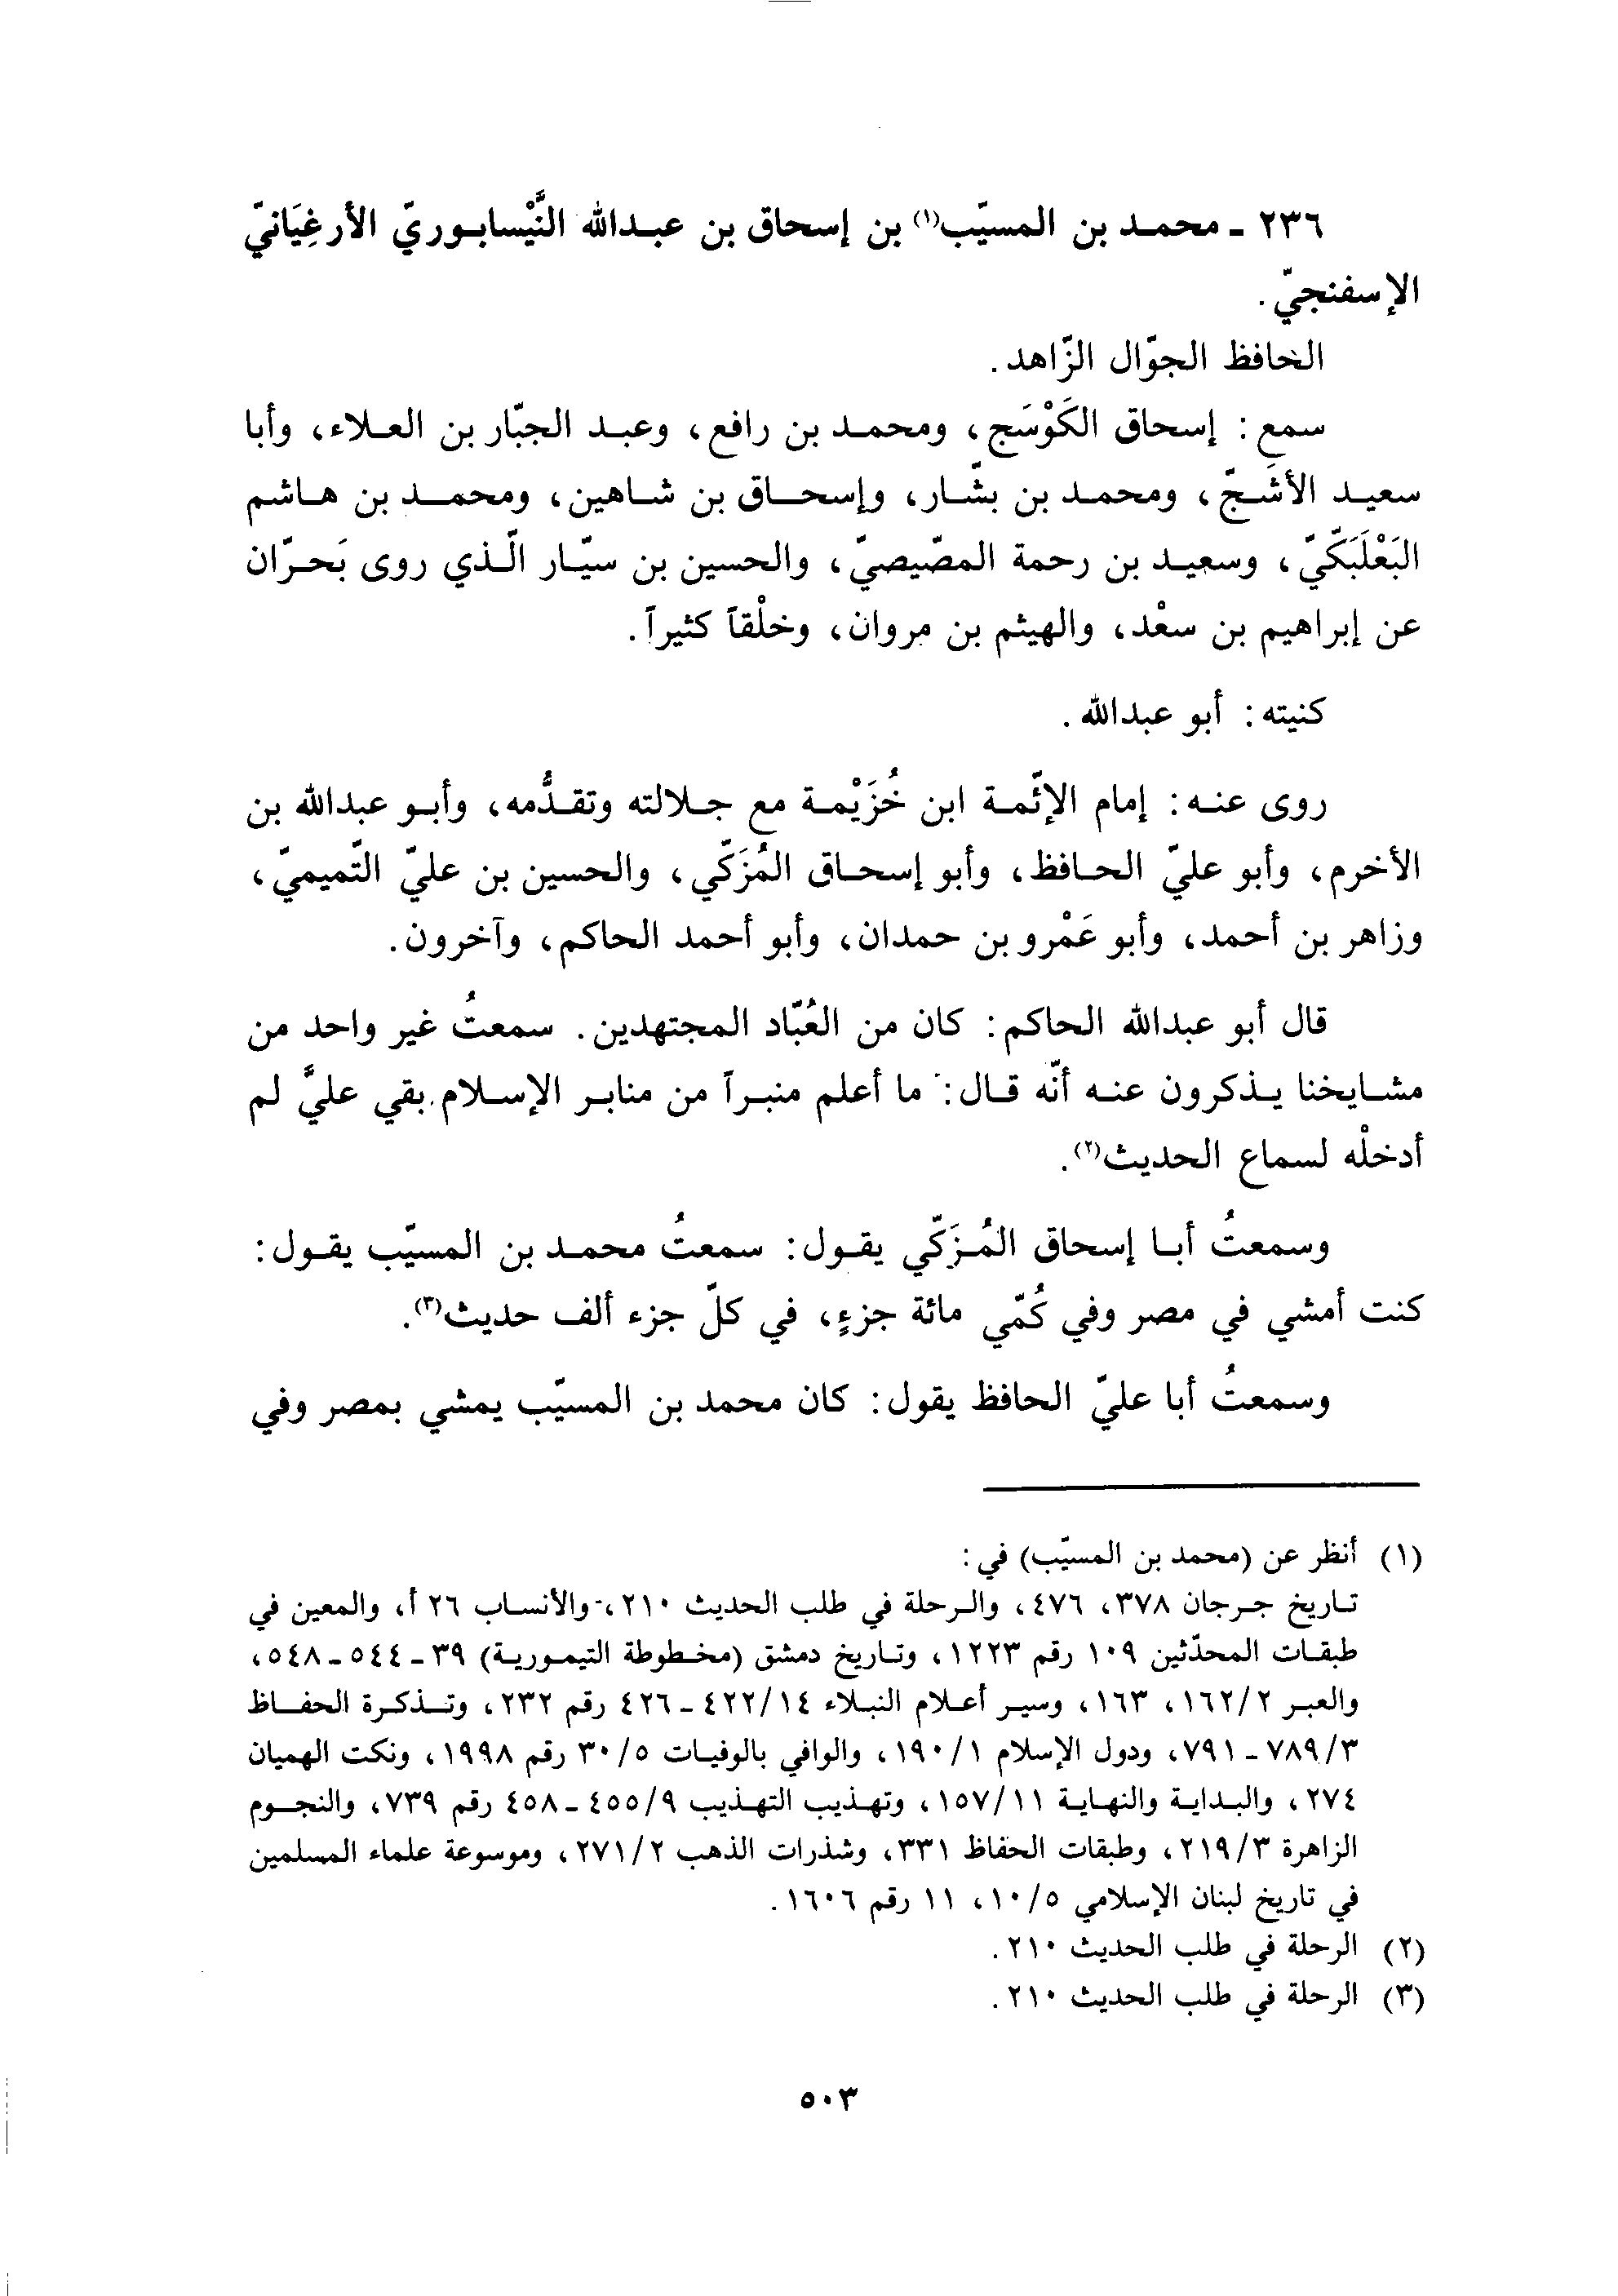 ٢٣٦ ـ محمد بن المسيّب(١) بن إسحاق بن عبدالله النَّيْسابوريّ الأرغِيَانيّ
الإسفنجيّ.
الحافظ الجوّال الزّاهد.
سمع: إسحاق الكَوْسَج، ومحمد بن رافع، وعبد الجبّار بن العلاء، وأبا
سعيد الأشَجّ، ومحمد بن بشّار، وإسحاق بن شاهين، ومحمد بن هاشم
البَعْلَبَكّيّ، وسعيد بن رحمة المصّيصيّ، والحسين بن سيّار الّذي روى بَحرّان
عن إبراهيم بن سعْد، والهيثم بن مروان، وخلْقاً كثيراً.
كنيته: أبو عبدالله.
روى عنه: إمام الإئّمة ابن خُزَيْمة مع جلالته وتقدُّمه، وأبو عبدالله بن
الأخرم، وأبو عليّ الحافظ، وأبو إسحاق المُزَكّي، والحسين بن عليّ التّميميّ،
وزاهر بن أحمد، وأبو عَمْرو بن حمدان، وأبو أحمد الحاكم، وآخرون.
قال أبو عبدالله الحاكم: كان من العُبّاد المجتهدين. سمعتُ غير واحد من
مشايخنا يذكرون عنه أنّه قال: ما أعلم منبراً من منابر الإسلام بقي عليَّ لم
أدخلْه لسماع الحديث(٢).
وسمعتُ أبا إسحاق المُزَكّي يقول: سمعتُ محمد بن المسيّب يقول:
كنت أمشي في مصر وفي كُمّي مائة جزءٍ، في كلّ جزء ألف حديث(٣).
وسمعتُ أبا عليّ الحافظ يقول: كان محمد بن المسيّب يمشي بمصر وفي
(١) أنظر عن (محمد بن المسيّب) في:
تاريخ جرجان ٣٧٨، ٤٧٦، والرحلة في طلب الحديث ٢١٠، والأنساب ٢٦ أ، والمعين في
طبقات المحدّثين ١٠٩ رقم ١٢٢٣، وتاريخ دمشق (مخطوطة التيمورية) ٣٩ ـ ٥٤٤ ـ ٥٤٨،
والعبر ٢/١٦٢، ١٦٣، وسير أعلام النبلاء ١٤/٤٢٢ ـ ٤٢٦ رقم ٢٣٢، وتذكرة الحفاظ
٣/٧٨٩ ـ ٧٩١، ودول الإسلام ١/١٩٠، والوافي بالوفيات ٥/٣٠ رقم ١٩٩٨، ونكت الهميان
٢٧٤، والبداية والنهاية ١١/١٥٧، وتهذيب التهذيب ٩/٤٥٥ ـ ٤٥٨ رقم ٧٣٩، والنجوم
الزاهرة ٣/٢١٩، وطبقات الحفاظ ٣٣١، وشذرات الذهب ٢/٢٧١، وموسوعة علماء المسلمين
في تاريخ لبنان الإسلامي ٥/١٠، ١١ رقم ١٦٠٦.
(٢) الرحلة في طلب الحديث ٢١٠.
(٣) الرحلة في طلب الحديث ٢١٠.
٥٠٣